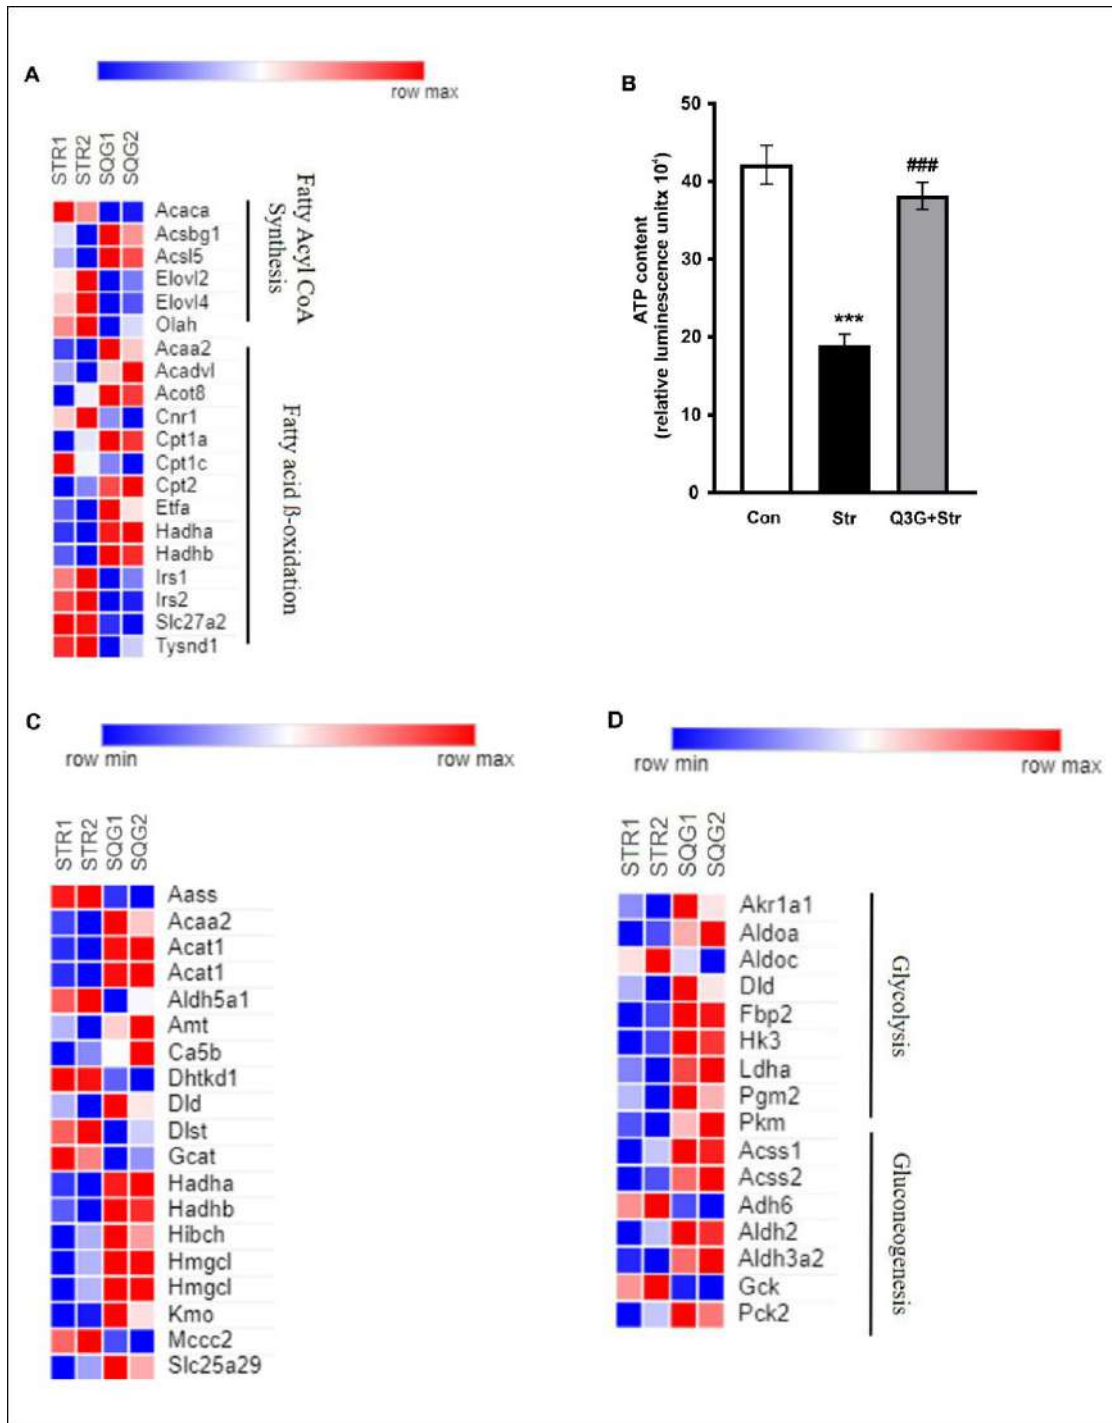 A
row max
STR1 STR2 SQG1 SQG2
Acaca
Acsbg1
Acsl5
Elovl2
Elovl4
Olah
Acaa2
Acadvl
Acot8
Cnr1
Cpt1a
Cpt1c
Cpt2
Etfa
Hadha
Hadhb
Irs1
Irs2
Slc27a2
Tysnd1
Fatty Acyl CoA
Synthesis
Fatty acid ß-oxidation
B
ATP content
(relative luminescence unitx 10⁴)
50
40
30
20
10
0
***
###
Con Str Q3G+Str
C
row min row max
STR1 STR2 SQG1 SQG2
Aass
Acaa2
Acat1
Acat1
Aldh5a1
Amt
Ca5b
Dhtkd1
Dld
Dlst
Gcat
Hadha
Hadhb
Hibch
Hmgcl
Hmgcl
Kmo
Mccc2
Slc25a29
D
row min row max
STR1 STR2 SQG1 SQG2
Akr1a1
Aldoa
Aldoc
Dld
Fbp2
Hk3
Ldha
Pgm2
Pkm
Acss1
Acss2
Adh6
Aldh2
Aldh3a2
Gck
Pck2
Glycolysis
Gluconeogenesis